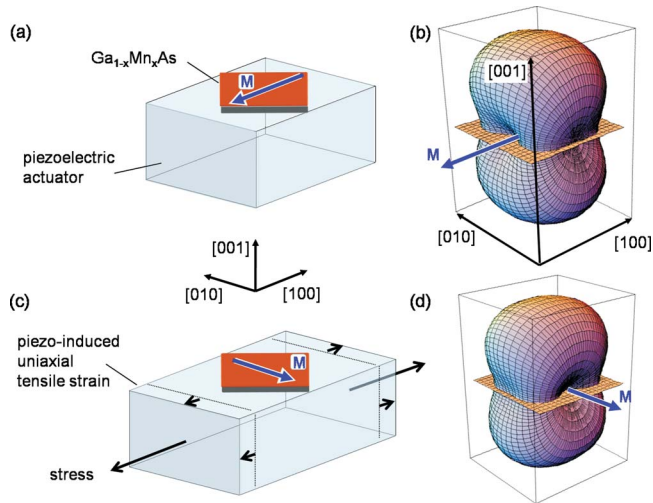 (a)
Ga1-xMnxAs
M
piezoelectric
actuator
(b)
[001]
M
[010]
[100]
[001]
[010]
[100]
(c)
piezo-induced
uniaxial
tensile strain
M
stress
(d)
M